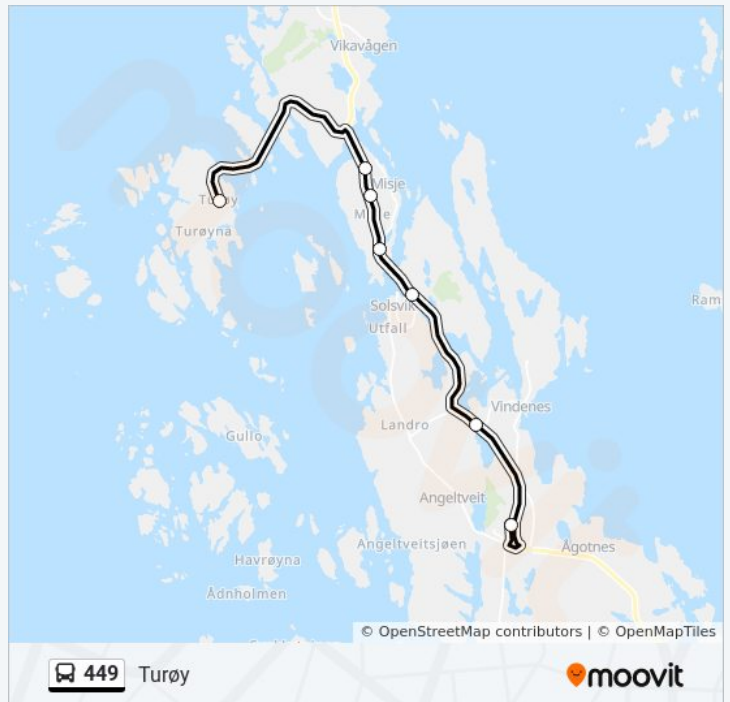 Vikavågen
Misje
Turøy
Turøyna
Solsvik
Utfall
Ram
Vindenes
Landro
Gullo
Angeltveit
Angeltveitsjøen
Ågotnes
Havrøyna
Ådnholmen
© OpenStreetMap contributors | © OpenMapTiles
449 Turøy
moovit